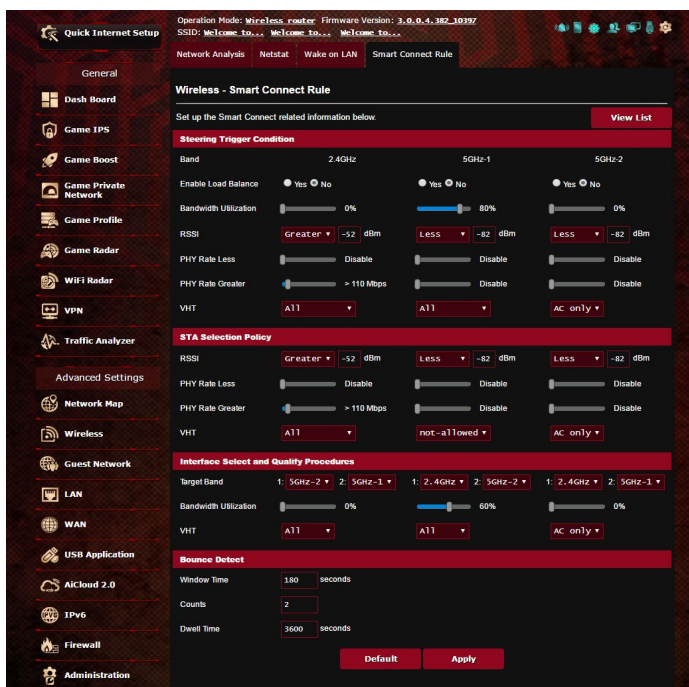 Quick Internet Setup
General
Dash Board
Game IPS
Game Boost
Game Private
Network
Game Profile
Game Radar
WiFi Radar
VPN
Traffic Analyzer
Advanced Settings
Network Map
Wireless
Guest Network
LAN
WAN
USB Application
AiCloud 2.0
IPv6
Firewall
Administration
Operation Mode: Wireless router Firmware Version: 3.0.0.4.382_10397
SSID: Welcome to... Welcome to... Welcome to...
Network Analysis Netstat Wake on LAN Smart Connect Rule
Wireless - Smart Connect Rule
Set up the Smart Connect related information below. View List
Steering Trigger Condition
Band 2.4GHz 5GHz-1 5GHz-2
Enable Load Balance Yes No Yes No Yes No
Bandwidth Utilization 0% 80% 0%
RSSI Greater -52 dBm Less -82 dBm Less -82 dBm
PHY Rate Less Disable Disable Disable
PHY Rate Greater > 110 Mbps Disable Disable
VHT All All AC only
STA Selection Policy
RSSI Greater -52 dBm Less -82 dBm Less -82 dBm
PHY Rate Less Disable Disable Disable
PHY Rate Greater > 110 Mbps Disable Disable
VHT All not-allowed AC only
Interface Select and Quality Procedures
Target Band 1: 5GHz-2 2: 5GHz-1 1: 2.4GHz 2: 5GHz-2 1: 2.4GHz 2: 5GHz-1
Bandwidth Utilization 0% 60% 0%
VHT All All AC only
Bounce Detect
Window Time 180 seconds
Counts 2
Dwell Time 3600 seconds
Default Apply